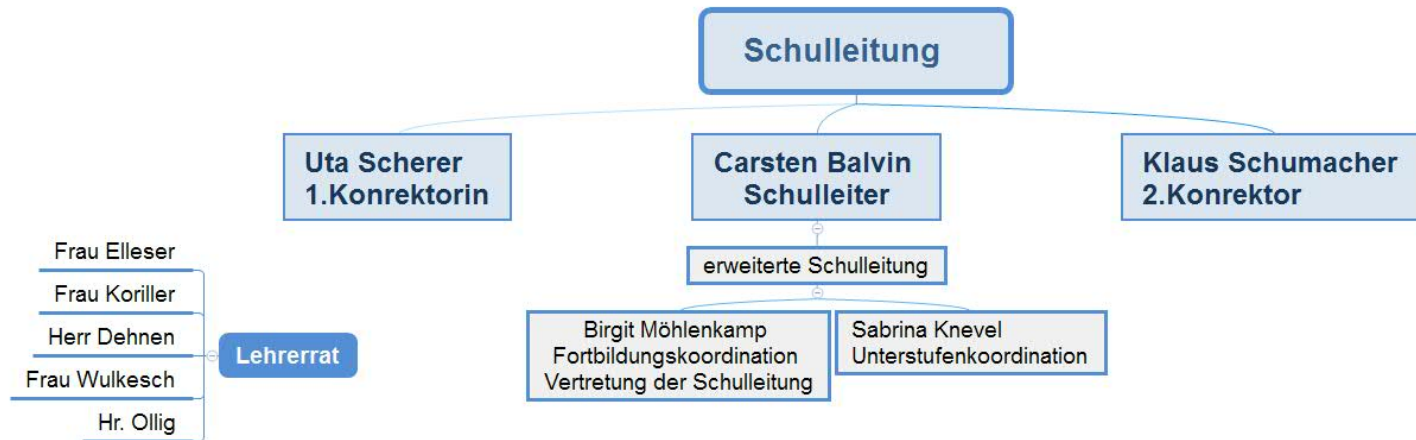 Schulleitung
Uta Scherer
1.Konrektorin
Carsten Balvin
Schulleiter
Klaus Schumacher
2.Konrektor
erweiterte Schulleitung
Birgit Möhlenkamp
Fortbildungskoordination
Vertretung der Schulleitung
Sabrina Knevel
Unterstufenkoordination
Lehrerrat
Frau Elleser
Frau Koriller
Herr Dehnen
Frau Wulkesch
Hr. Ollig